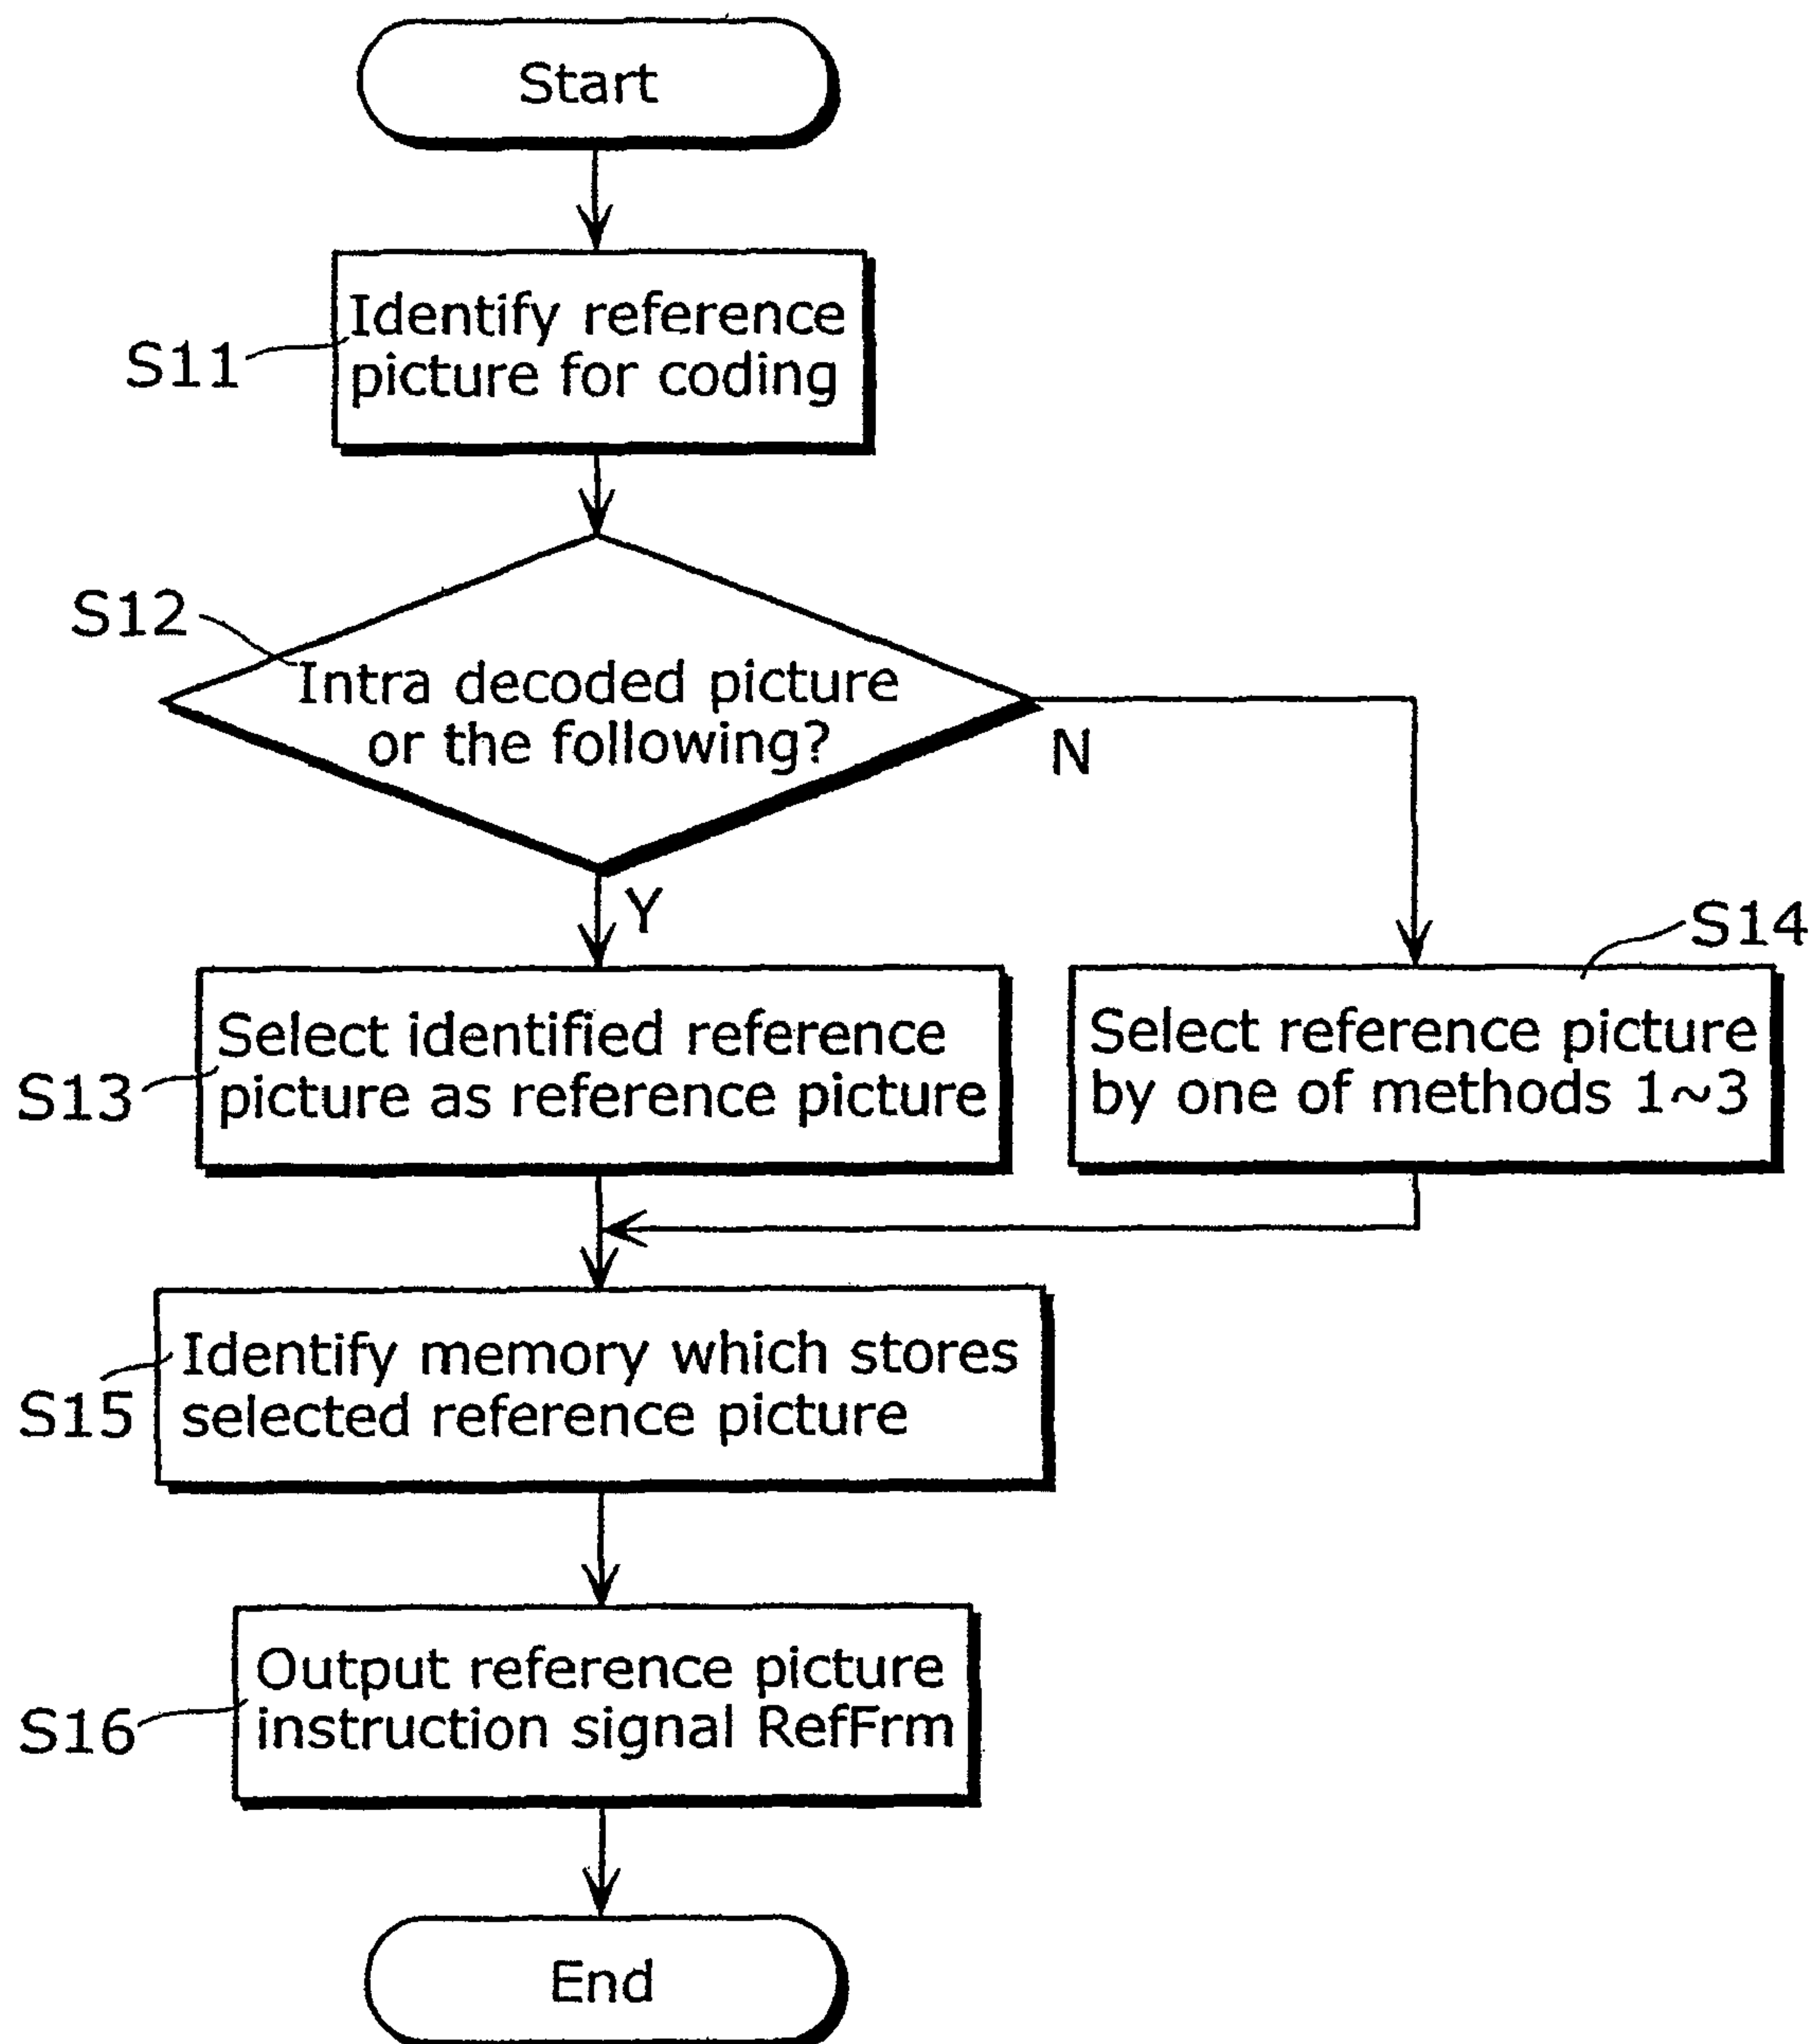 Start
S11
Identify reference
picture for coding
S12
Intra decoded picture
or the following?
N
Y
S13
Select identified reference
picture as reference picture
S14
Select reference picture
by one of methods 1~3
S15
Identify memory which stores
selected reference picture
S16
Output reference picture
instruction signal RefFrm
End